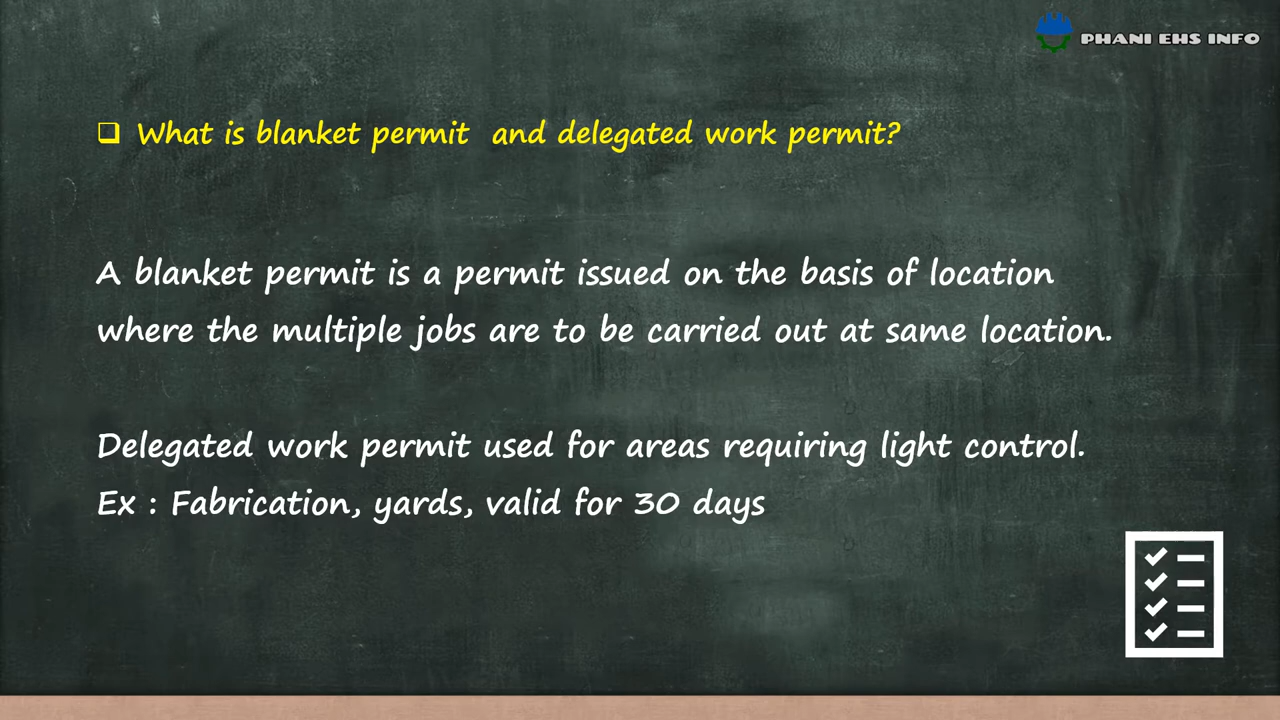 PHANI EHS INFO
What is blanket permit and delegated work permit?
A blanket permit is a permit issued on the basis of location
where the multiple jobs are to be carried out at same location.
Delegated work permit used for areas requiring light control.
Ex : Fabrication, yards, valid for 30 days